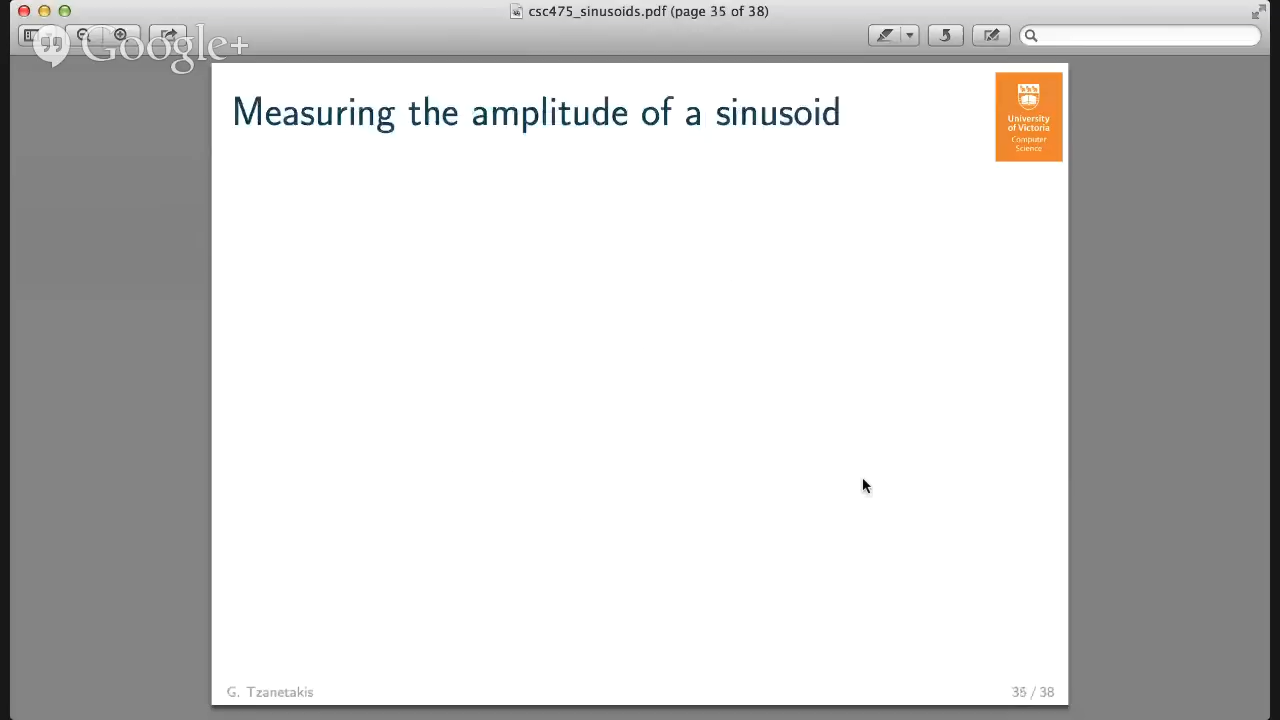 csc475_sinusoids.pdf (page 35 of 38)
Google+
Measuring the amplitude of a sinusoid
University
of Victoria
Computer
Science
G. Tzanetakis
35 / 38